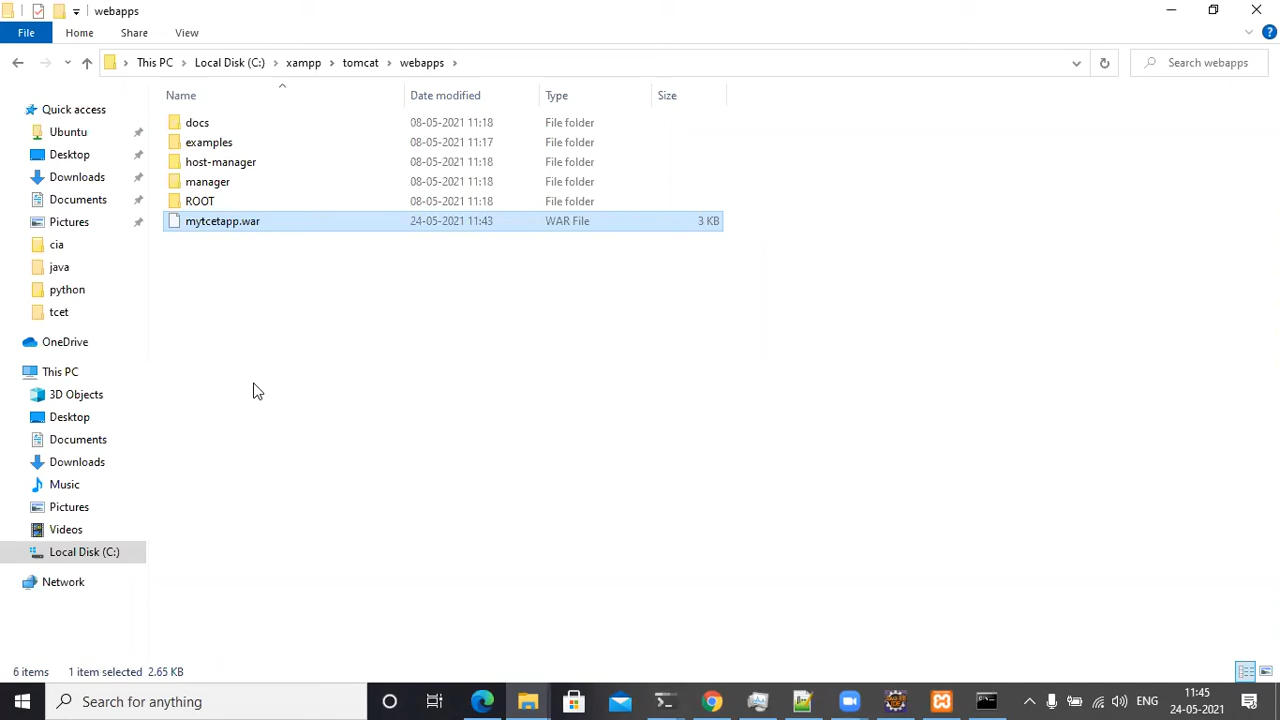 webapps
File Home Share View
This PC Local Disk (C:) xampp tomcat webapps Search webapps
Name Date modified Type Size
docs 08-05-2021 11:18 File folder
examples 08-05-2021 11:17 File folder
host-manager 08-05-2021 11:18 File folder
manager 08-05-2021 11:18 File folder
ROOT 08-05-2021 11:18 File folder
mytcetapp.war 24-05-2021 11:43 WAR File 3 KB
Quick access
Ubuntu
Desktop
Downloads
Documents
Pictures
cia
java
python
tcet
OneDrive
This PC
3D Objects
Desktop
Documents
Downloads
Music
Pictures
Videos
Local Disk (C:)
Network
6 items 1 item selected 2.65 KB
Search for anything
ENG
11:45
24-05-2021